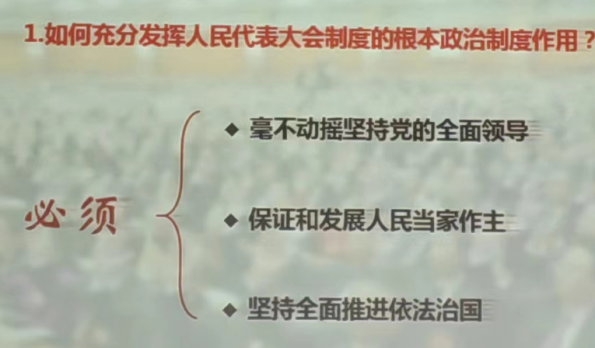 1.如何充分发挥人民代表大会制度的根本政治制度作用？
毫不动摇坚持党的全面领导
必须
保证和发展人民当家作主
坚持全面推进依法治国